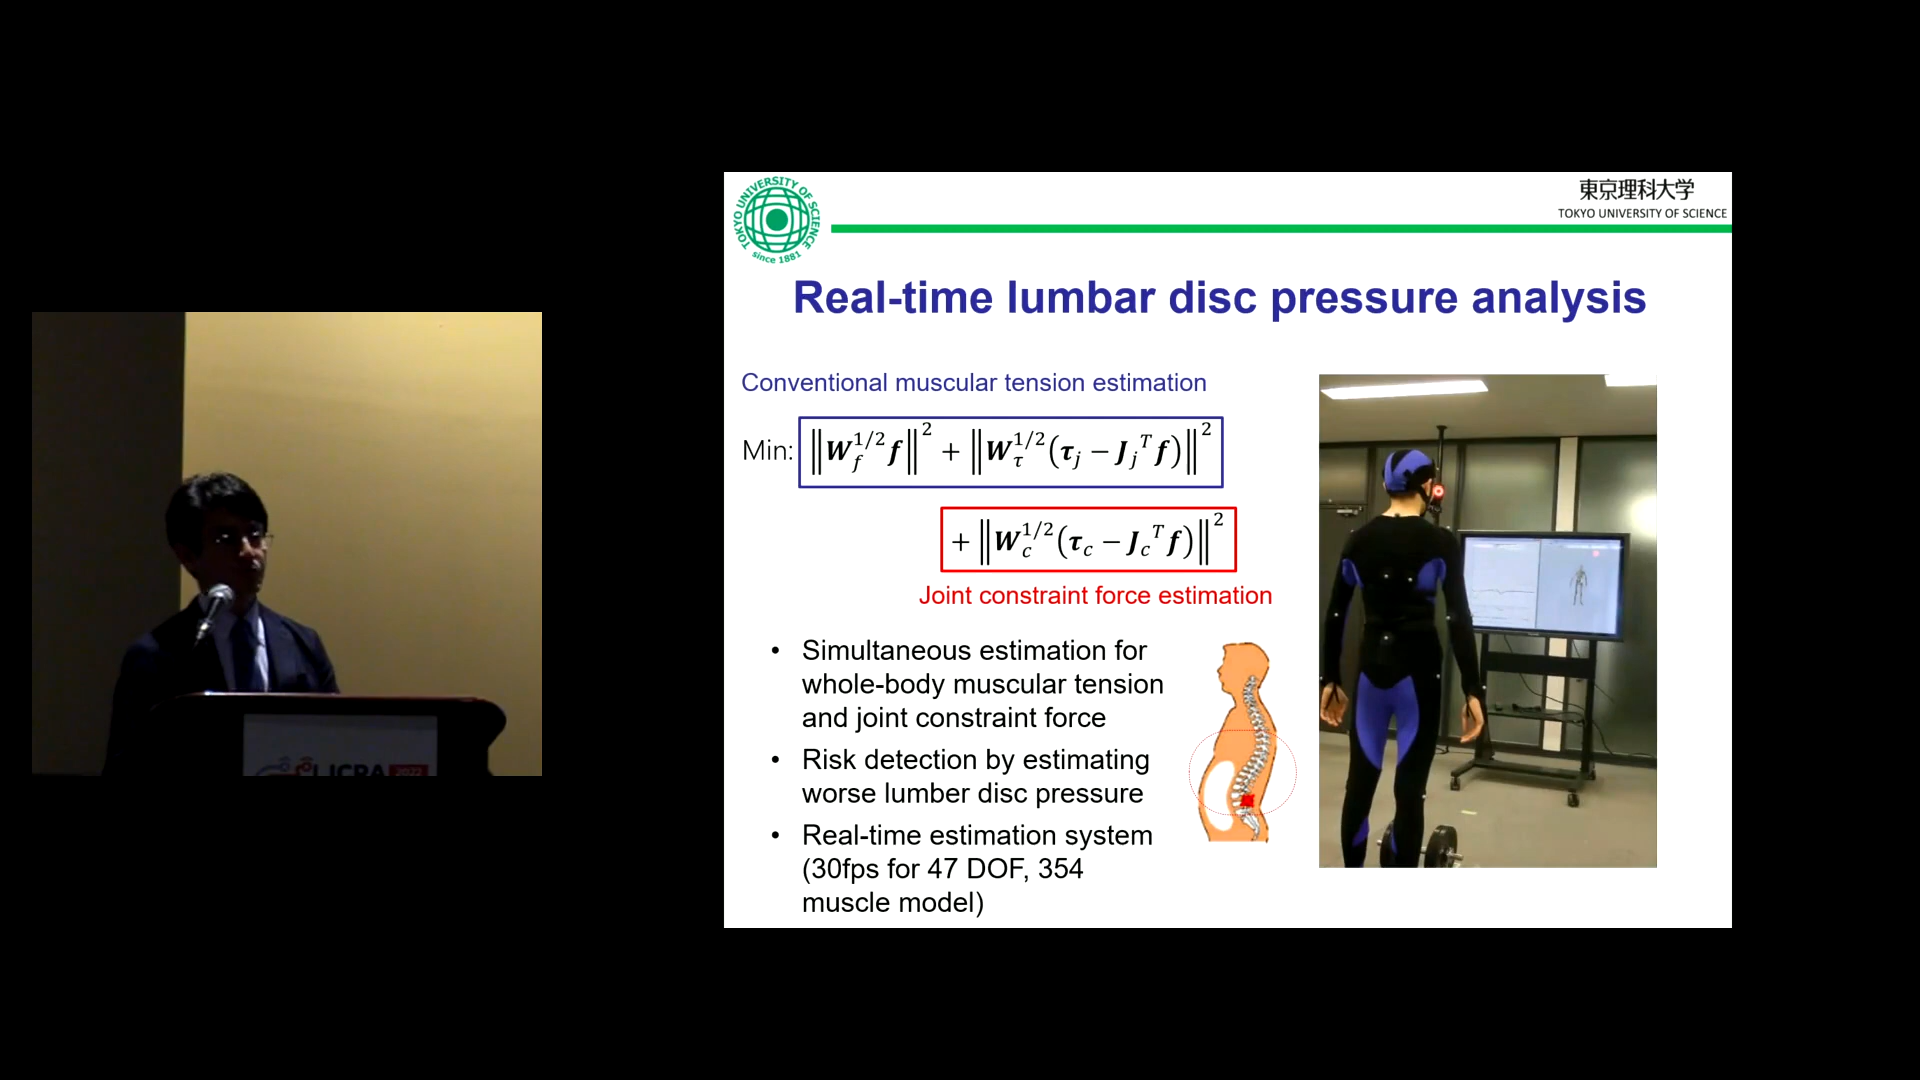 TOKYO UNIVERSITY OF SCIENCE
since 1881
東京理科大学
TOKYO UNIVERSITY OF SCIENCE
Real-time lumbar disc pressure analysis
Conventional muscular tension estimation
Min: ‖W_f^{1/2} f‖^2 + ‖W_τ^{1/2}(τ_j − J_j^T f)‖^2
+ ‖W_c^{1/2}(τ_c − J_c^T f)‖^2
Joint constraint force estimation
• Simultaneous estimation for
whole-body muscular tension
and joint constraint force
• Risk detection by estimating
worse lumber disc pressure
• Real-time estimation system
(30fps for 47 DOF, 354
muscle model)
2022